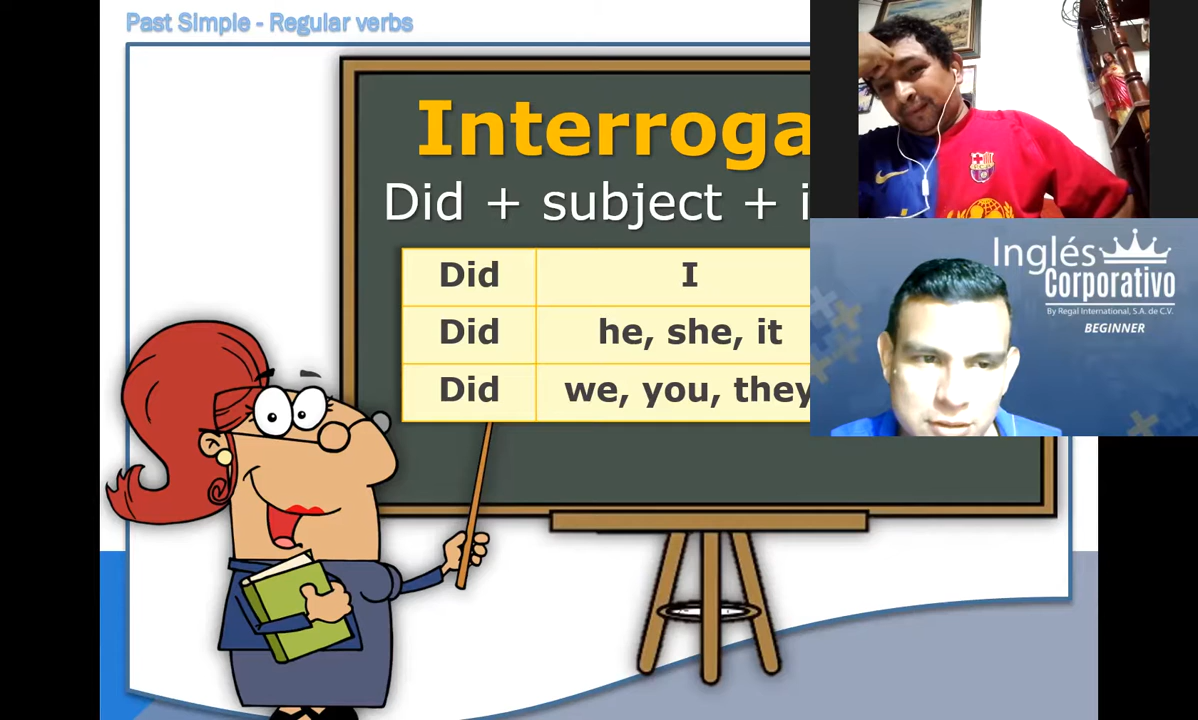 Past Simple - Regular verbs
Interroga
Did + subject + i
Did I
Did he, she, it
Did we, you, they
Inglés
Corporativo
By Regal International, S.A. de C.V.
BEGINNER